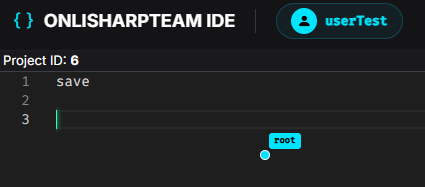 { } ONLISHARPTEAM IDE
userTest
Project ID: 6
1 save
2
3
root